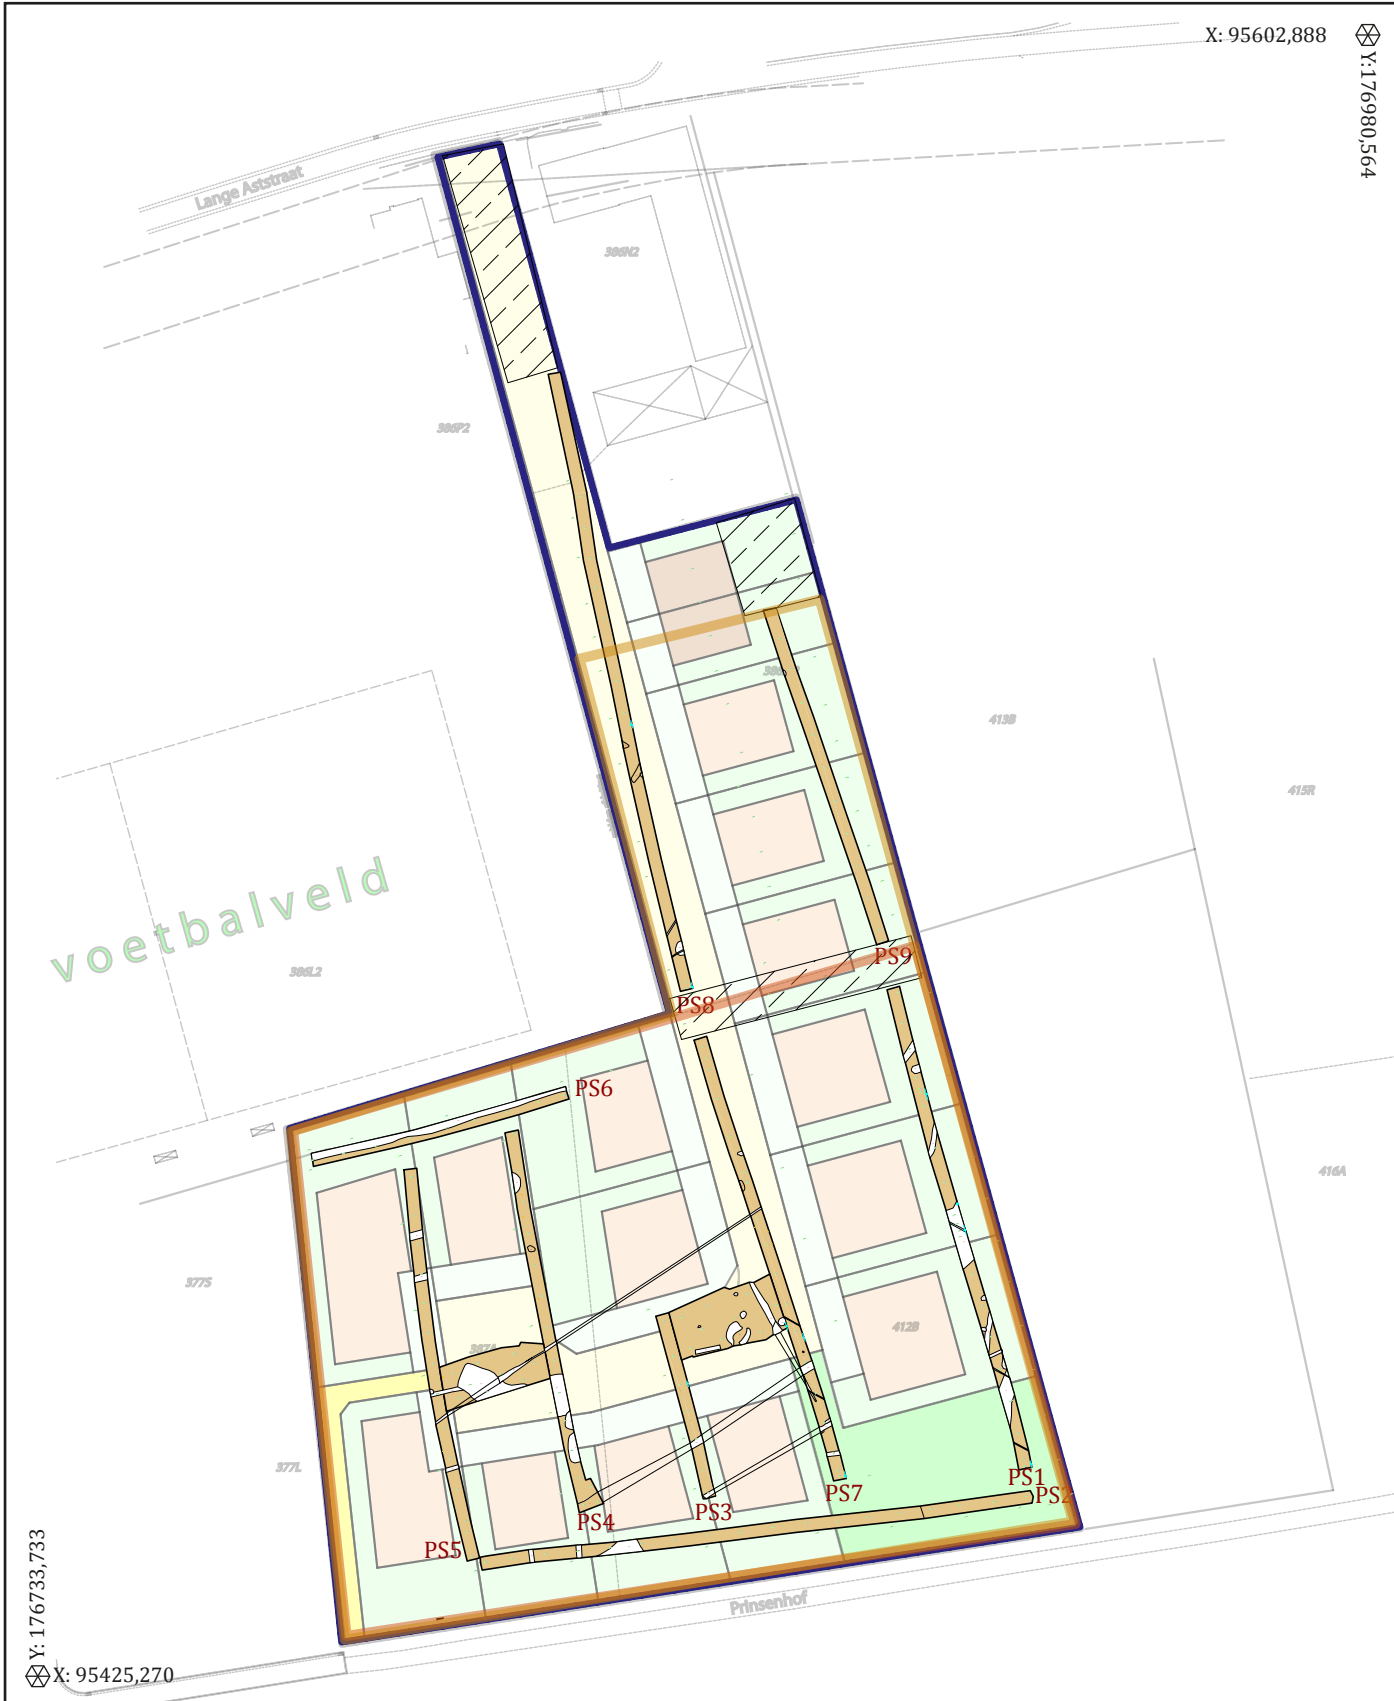 X: 95602,888
Y:176980,564
Lange Aststraat
386N2
386P2
413B
415R
voetbalveld
386L2
PS9
PS8
PS6
416A
377S
412B
377L
PS1
PS2
PS7
PS3
PS4
PS5
Prinsenhof
Y: 176733,733
X: 95425,270